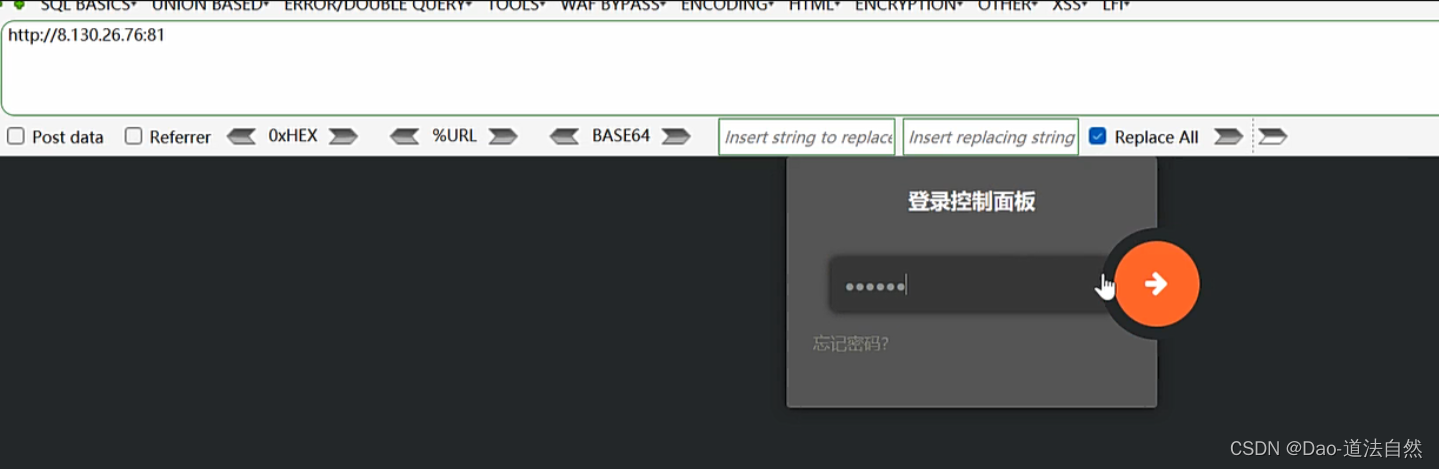 SQL BASICS UNION BASED ERROR/DOUBLE QUERY TOOLS WAF BYPASS ENCODING HTML ENCRYPTION OTHER XSS LFI
http://8.130.26.76:81
Post data Referrer 0xHEX %URL BASE64 Insert string to replace Insert replacing string Replace All
登录控制面板
••••••
忘记密码?
CSDN @Dao-道法自然